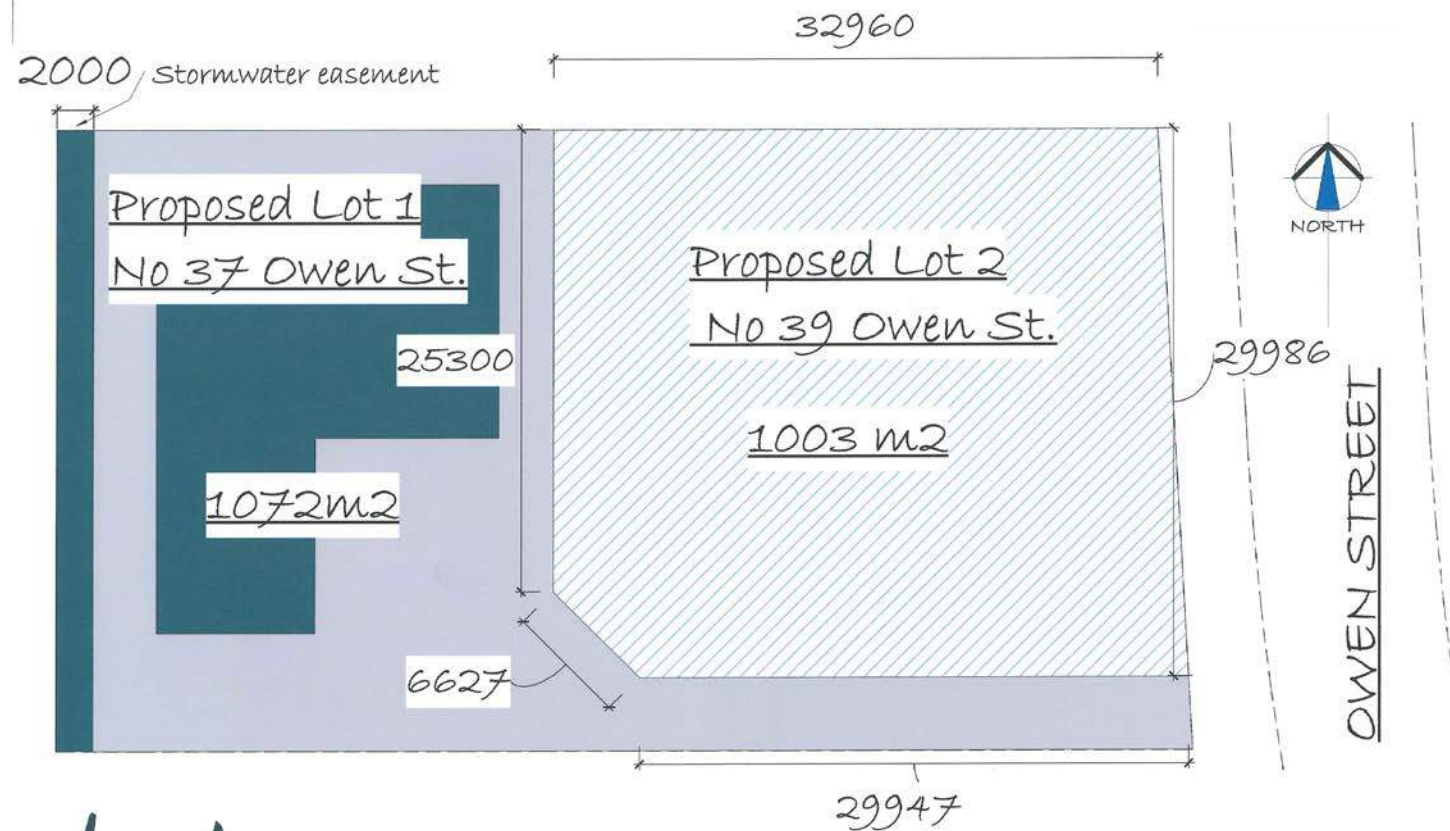 32960
2000 Stormwater easement
Proposed Lot 1
No 37 Owen St.
25300
1072m2
6627
Proposed Lot 2
No 39 Owen St.
1003 m2
29986
29947
NORTH
OWEN STREET